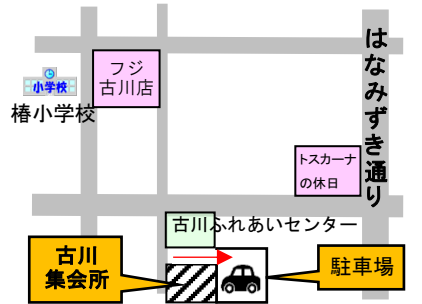 フジ
古川店
小学校
椿小学校
はなみずき通り
トスカーナ
の休日
古川ふれあいセンター
古川
集会所
駐車場